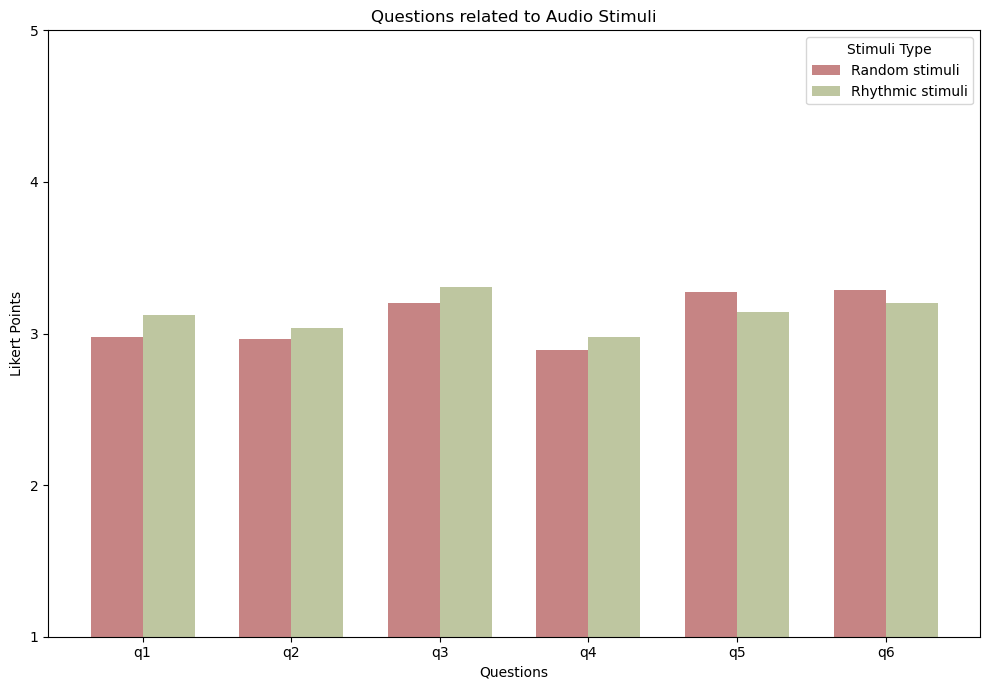 Questions related to Audio Stimuli
Stimuli Type
Random stimuli
Rhythmic stimuli
Likert Points
5
4
3
2
1
q1 q2 q3 q4 q5 q6
Questions